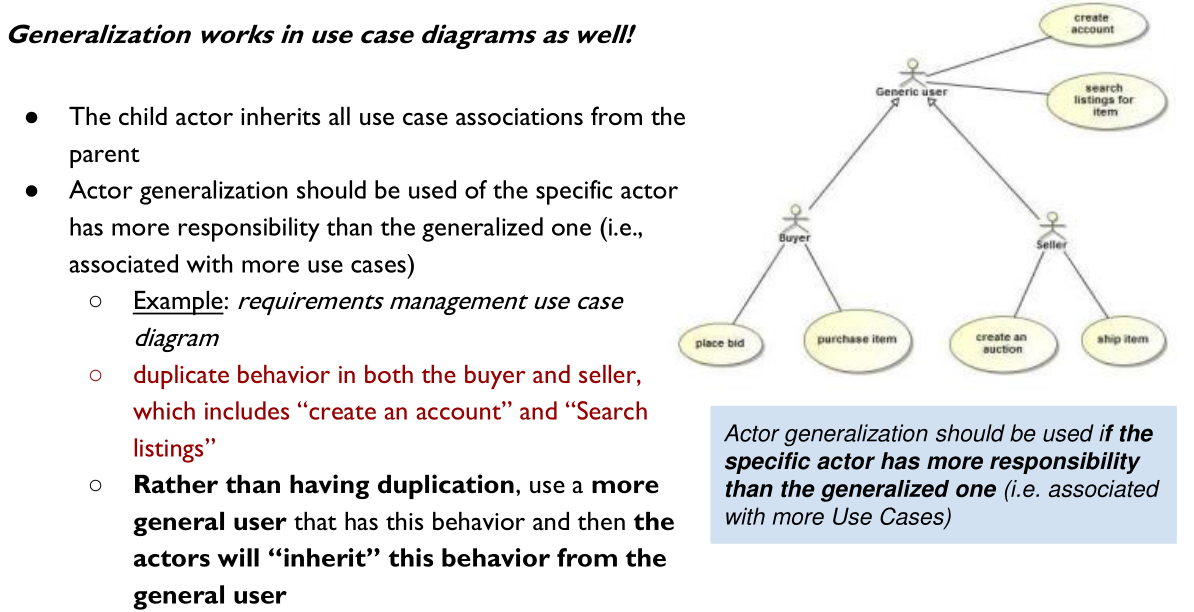 Generalization works in use case diagrams as well!
● The child actor inherits all use case associations from the
parent
● Actor generalization should be used of the specific actor
has more responsibility than the generalized one (i.e.,
associated with more use cases)
○ Example: requirements management use case
diagram
○ duplicate behavior in both the buyer and seller,
which includes “create an account” and “Search
listings”
○ Rather than having duplication, use a more
general user that has this behavior and then the
actors will “inherit” this behavior from the
general user
create
account
Generic user
search
listings for
item
Buyer
Seller
place bid
purchase item
create an
auction
ship item
Actor generalization should be used if the
specific actor has more responsibility
than the generalized one (i.e. associated
with more Use Cases)